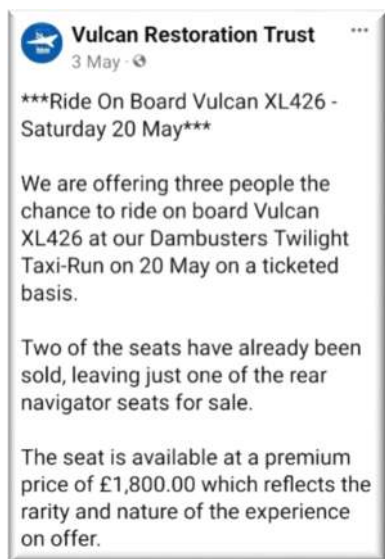 Vulcan Restoration Trust
3 May ·
***Ride On Board Vulcan XL426 -
Saturday 20 May***
We are offering three people the
chance to ride on board Vulcan
XL426 at our Dambusters Twilight
Taxi-Run on 20 May on a ticketed
basis.
Two of the seats have already been
sold, leaving just one of the rear
navigator seats for sale.
The seat is available at a premium
price of £1,800.00 which reflects the
rarity and nature of the experience
on offer.